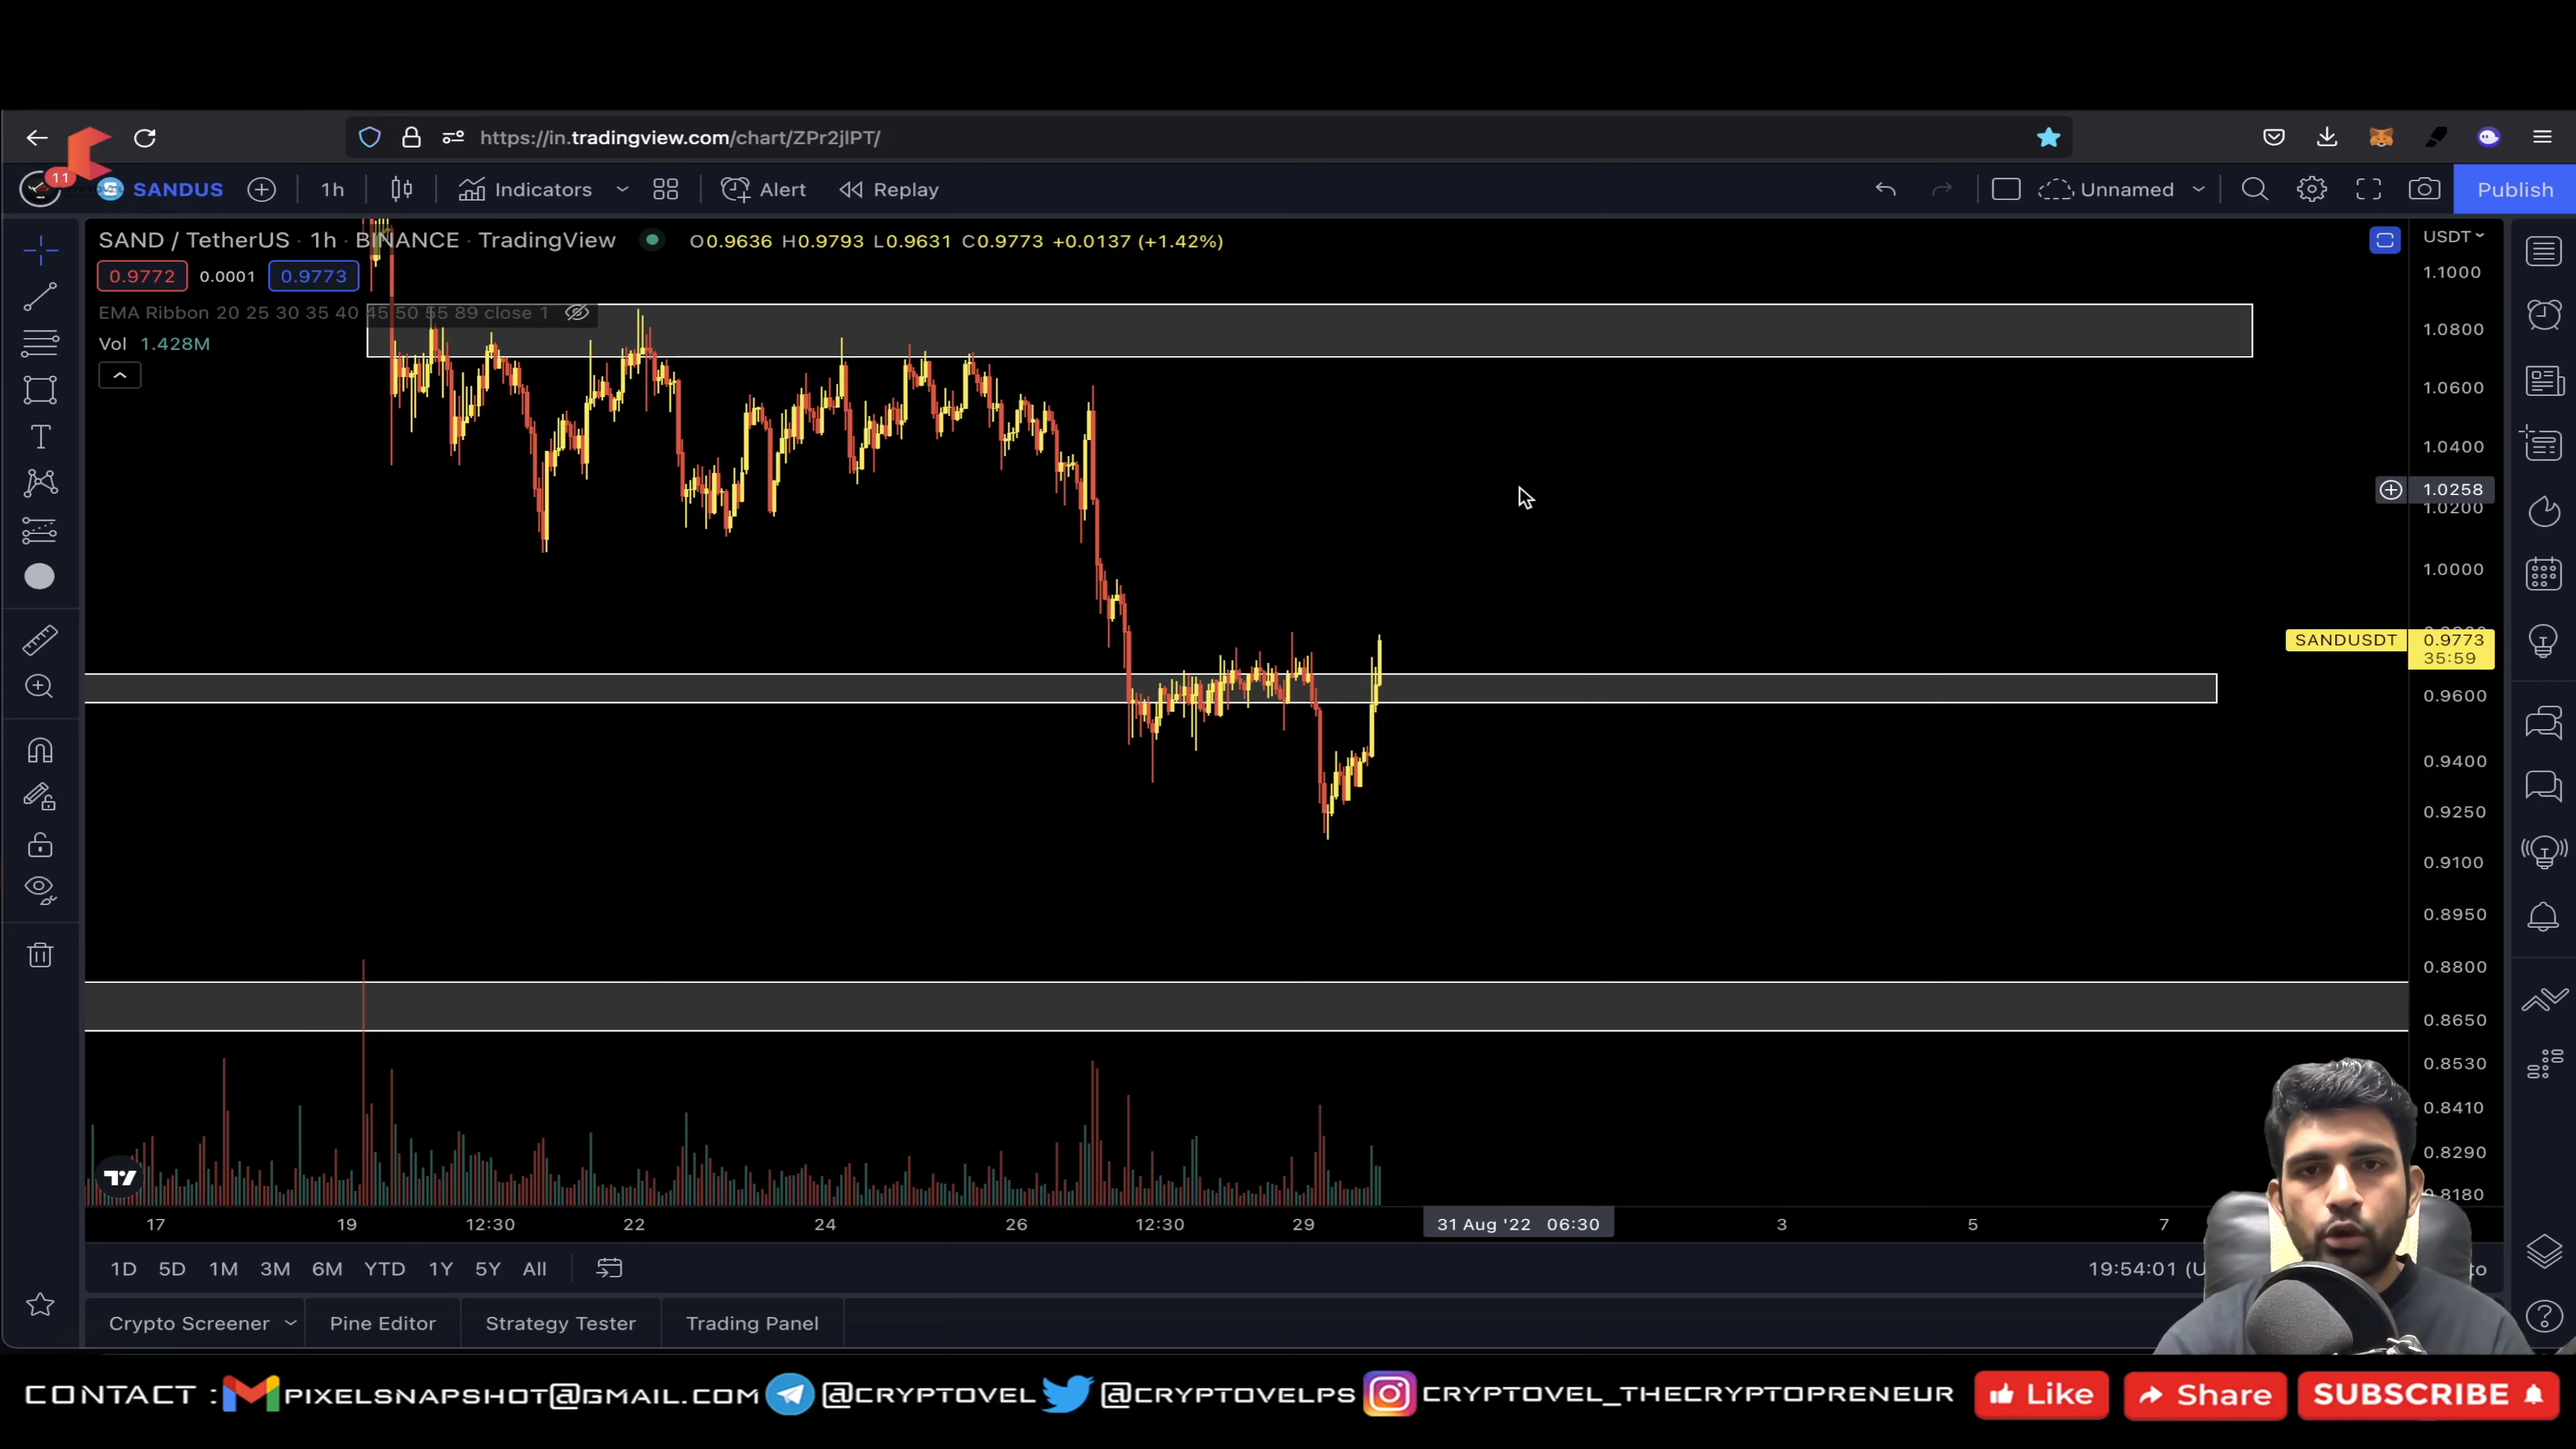 https://in.tradingview.com/chart/ZPr2jlPT/
11
SANDUS
1h
Indicators
Alert
Replay
Unnamed
Publish
SAND / TetherUS · 1h · BINANCE · TradingView
O0.9636 H0.9793 L0.9631 C0.9773 +0.0137 (+1.42%)
USDT
0.9772
0.0001
0.9773
EMA Ribbon 20 25 30 35 40 45 50 55 89 close 1
Vol 1.428M
1.1000
1.0800
1.0600
1.0400
1.0258
1.0200
1.0000
SANDUSDT
0.9773
35:59
0.9600
0.9400
0.9250
0.9100
0.8950
0.8800
0.8650
0.8530
0.8410
0.8290
0.8180
17
19
12:30
22
24
26
12:30
29
31 Aug '22 06:30
3
5
7
1D
5D
1M
3M
6M
YTD
1Y
5Y
All
19:54:01 (U
Crypto Screener
Pine Editor
Strategy Tester
Trading Panel
CONTACT : PIXELSNAPSHOT@GMAIL.COM @CRYPTOVEL @CRYPTOVELPS CRYPTOVEL_THECRYPTOPRENEUR
Like
Share
SUBSCRIBE